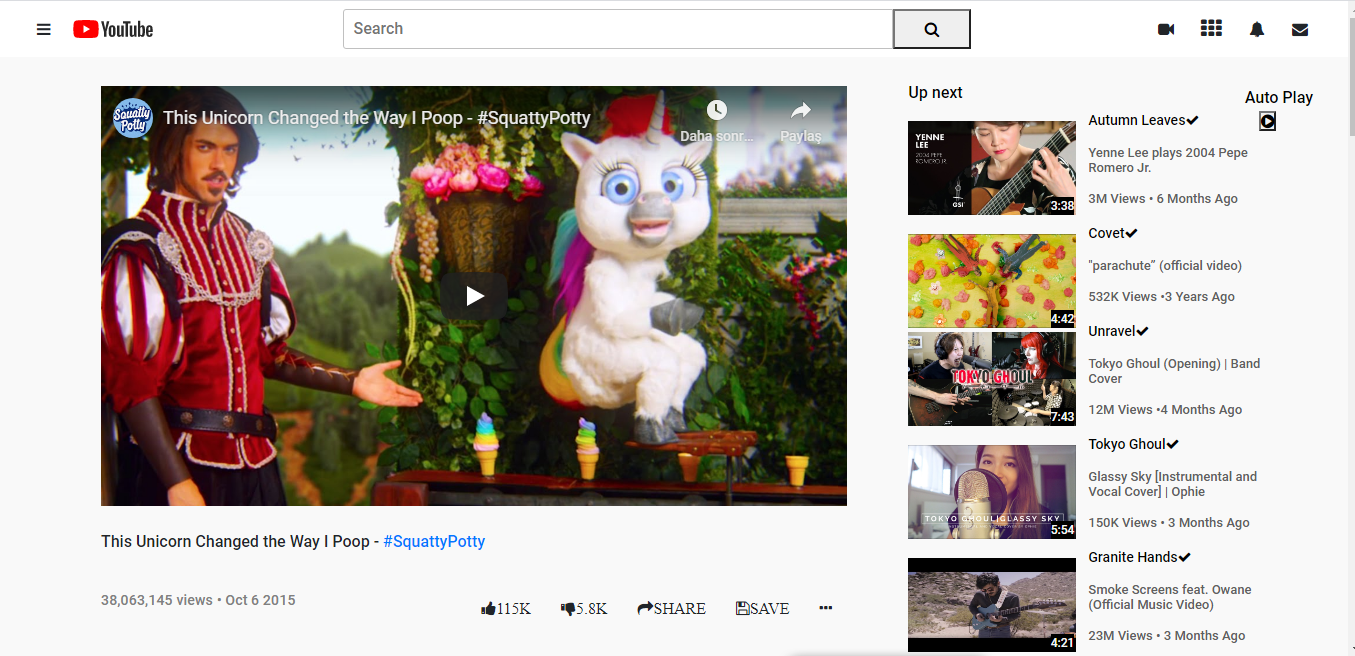 YouTube
Search
Squatty
Potty
This Unicorn Changed the Way I Poop - #SquattyPotty
Daha sonr...
Paylaş
This Unicorn Changed the Way I Poop - #SquattyPotty
38,063,145 views • Oct 6 2015
115K
5.8K
SHARE
SAVE
Up next
Auto Play
YENNE
LEE
2004 PEPE
ROMERO JR
GSI
3:38
Autumn Leaves
Yenne Lee plays 2004 Pepe
Romero Jr.
3M Views • 6 Months Ago
4:42
Covet
"parachute” (official video)
532K Views •3 Years Ago
TOKYO GHOUL
7:43
Unravel
Tokyo Ghoul (Opening) | Band
Cover
12M Views •4 Months Ago
TOKYO GHOUL|GLASSY SKY
5:54
Tokyo Ghoul
Glassy Sky [Instrumental and
Vocal Cover] | Ophie
150K Views • 3 Months Ago
4:21
Granite Hands
Smoke Screens feat. Owane
(Official Music Video)
23M Views • 3 Months Ago